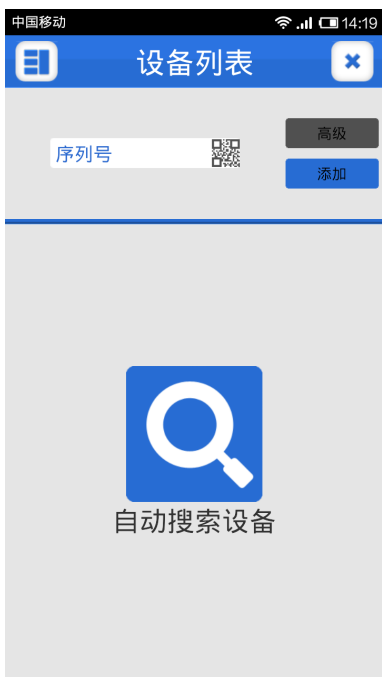 中国移动 14:19
设备列表
高级
序列号
添加
自动搜索设备